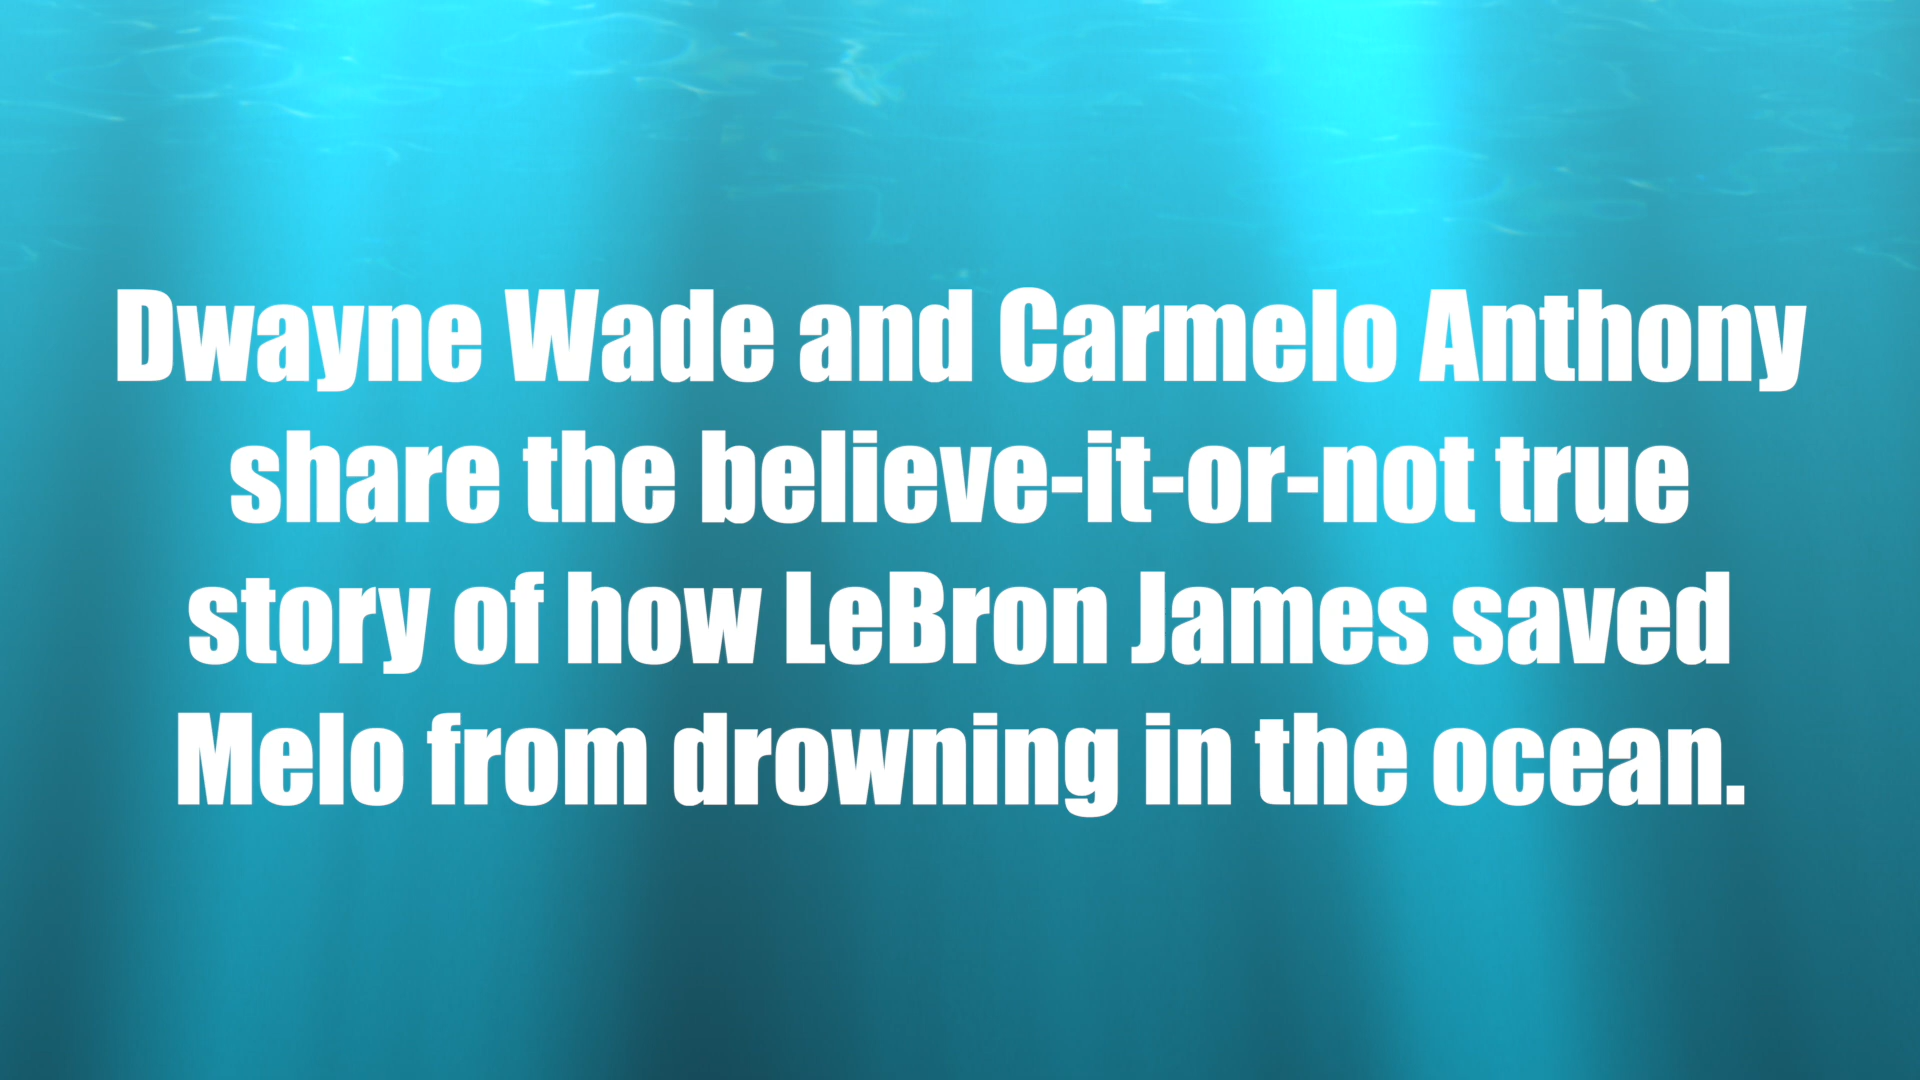 Dwayne Wade and Carmelo Anthony
share the believe-it-or-not true
story of how LeBron James saved
Melo from drowning in the ocean.